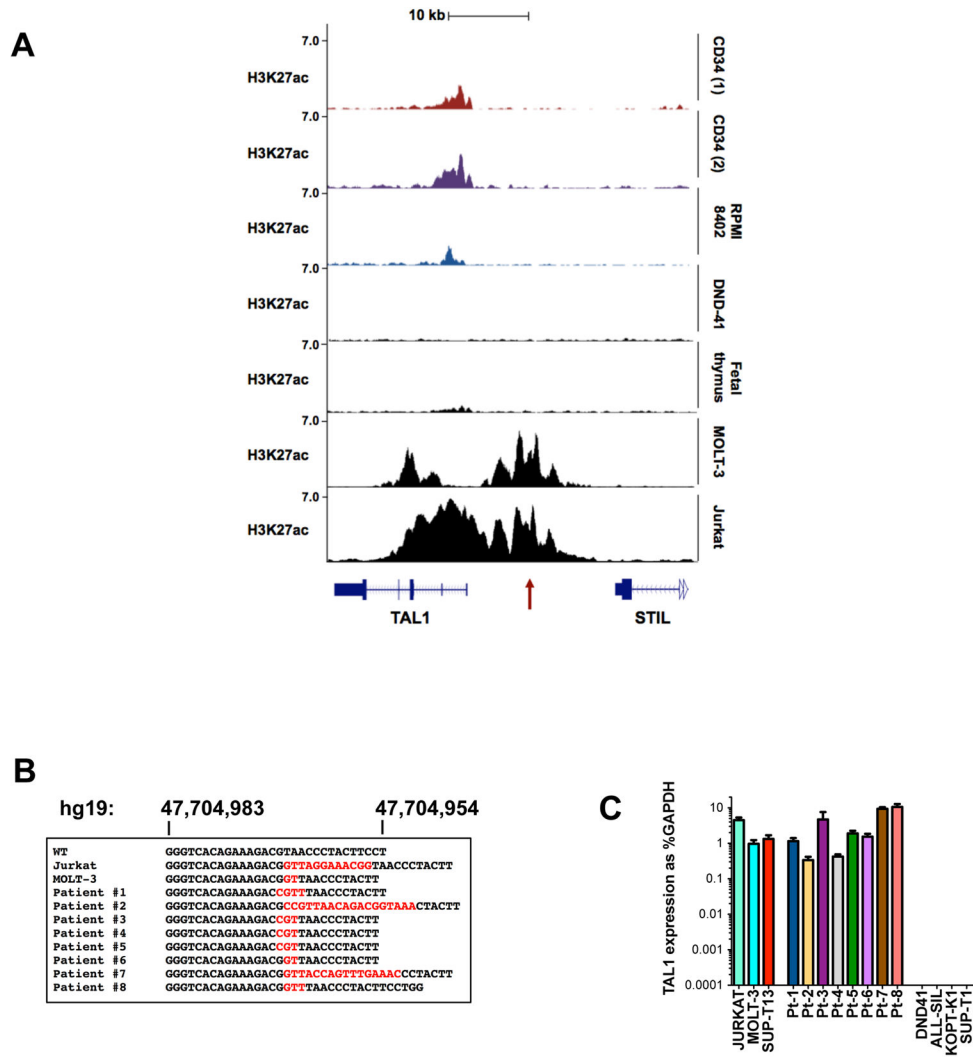 A
10 kb
7.0
H3K27ac
CD34 (1)
7.0
H3K27ac
CD34 (2)
7.0
H3K27ac
RPMI
8402
7.0
H3K27ac
DND-41
7.0
H3K27ac
Fetal
thymus
7.0
H3K27ac
MOLT-3
7.0
H3K27ac
Jurkat
TAL1
STIL
B
hg19: 47,704,983 47,704,954
WT GGGTCACAGAAAGACGTAACCCTACTTCCT
Jurkat GGGTCACAGAAAGACGGTTAGGAAACGGTAACCCTACTT
MOLT-3 GGGTCACAGAAAGACGGTTAACCCTACTT
Patient #1 GGGTCACAGAAAGACCGTTTAACCCTACTT
Patient #2 GGGTCACAGAAAGACGCCGTTAACAGACGGTAAACTACTT
Patient #3 GGGTCACAGAAAGACCGTTAACCCTACTT
Patient #4 GGGTCACAGAAAGACCGTTAACCCTACTT
Patient #5 GGGTCACAGAAAGACCGTTAACCCTACTT
Patient #6 GGGTCACAGAAAGACGGTTAACCCTACTT
Patient #7 GGGTCACAGAAAGACGGTTACCAGTTTGAAACCCCTACTT
Patient #8 GGGTCACAGAAAGACGGTTTAACCCTACTTCCTGG
C
TAL1 expression as %GAPDH
10
1
0.1
0.01
0.001
0.0001
JURKAT
MOLT-3
SUP-T13
Pt-1
Pt-2
Pt-3
Pt-4
Pt-5
Pt-6
Pt-7
Pt-8
DND41
ALL-SIL
KOPT-K1
SUP-T1